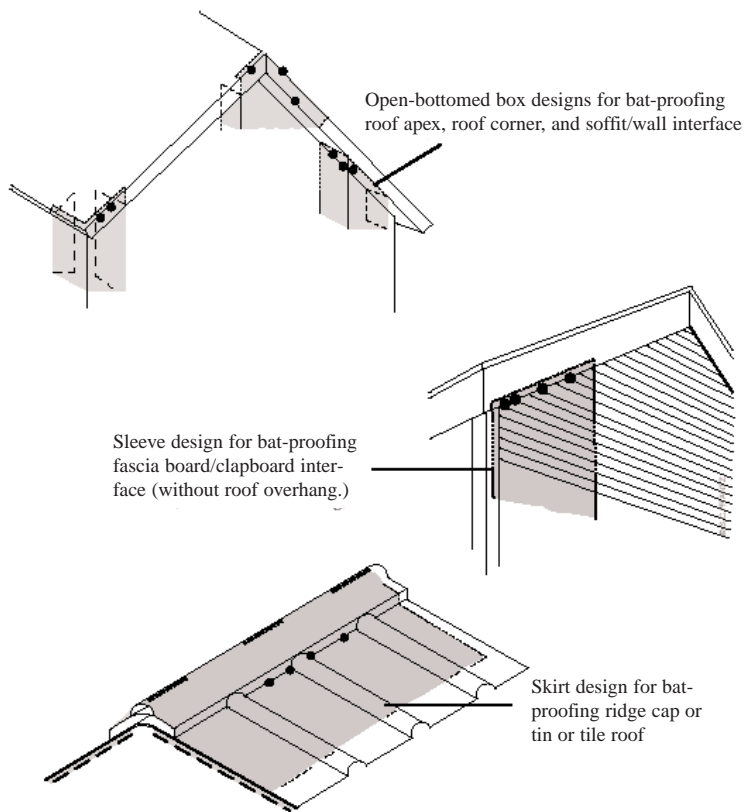 Open-bottomed box designs for bat-proofing
roof apex, roof corner, and soffit/wall interface
Sleeve design for bat-proofing
fascia board/clapboard inter-
face (without roof overhang.)
Skirt design for bat-
proofing ridge cap or
tin or tile roof